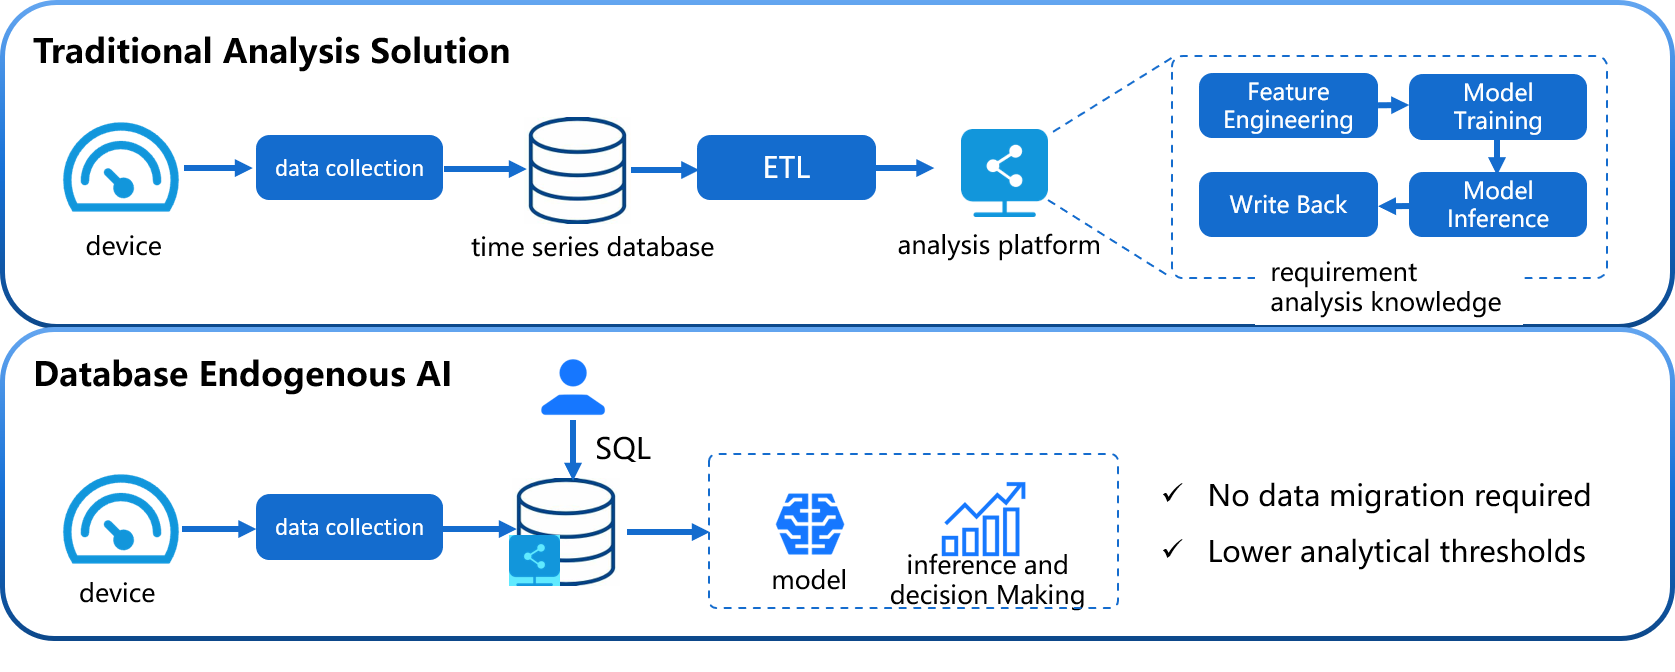 Traditional Analysis Solution
device
data collection
time series database
ETL
analysis platform
Feature
Engineering
Model
Training
Write Back
Model
Inference
requirement
analysis knowledge
Database Endogenous AI
SQL
device
data collection
model
inference and
decision Making
✓ No data migration required
✓ Lower analytical thresholds